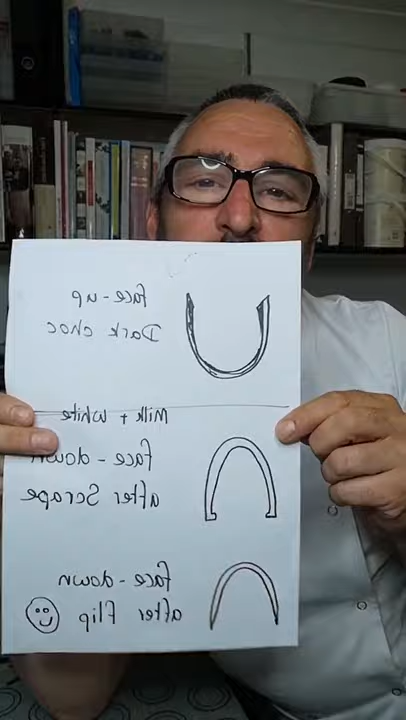 face-up
Dark choc
Milk + White
face-down
after Scrape
face-down
after flip